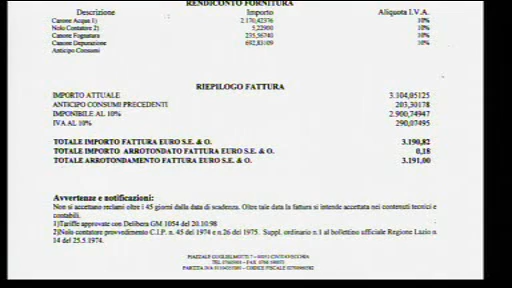 RENDICONTO FORNITURA
Descrizione Importo Aliquota I.V.A.
Canone Acqua 1) 2.170,42376 10%
Nolo Contatore 2) 5,22900 10%
Canone Fognatura 235,56740 10%
Canone Depurazione 692,83109 10%
Anticipo Consumi
RIEPILOGO FATTURA
IMPORTO ATTUALE 3.104,05125
ANTICIPO CONSUMI PRECEDENTI 203,30178
IMPONIBILE AL 10% 2.900,74947
IVA AL 10% 290,07495
TOTALE IMPORTO FATTURA EURO S.E. & O. 3.190,82
TOTALE IMPORTO ARROTONDATO FATTURA EURO S.E. & O. 0,18
TOTALE ARROTONDAMENTO FATTURA EURO S.E. & O. 3.191,00
Avvertenze e notificazioni:
Non si accettano reclami oltre i 45 giorni dalla data di scadenza. Oltre tale data la fattura si intende accettata nei contenuti tecnici e
contabili.
1)Tariffe approvate con Delibera GM 1054 del 20.10.98
2)Nolo contatore provvedimento C.I.P. n. 45 del 1974 e n.26 del 1975. Suppl. ordinario n.1 al bollettino ufficiale Regione Lazio n.
14 del 25.5.1974.
PIAZZALE GUGLIELMOTTI 7 - 00053 CIVITAVECCHIA